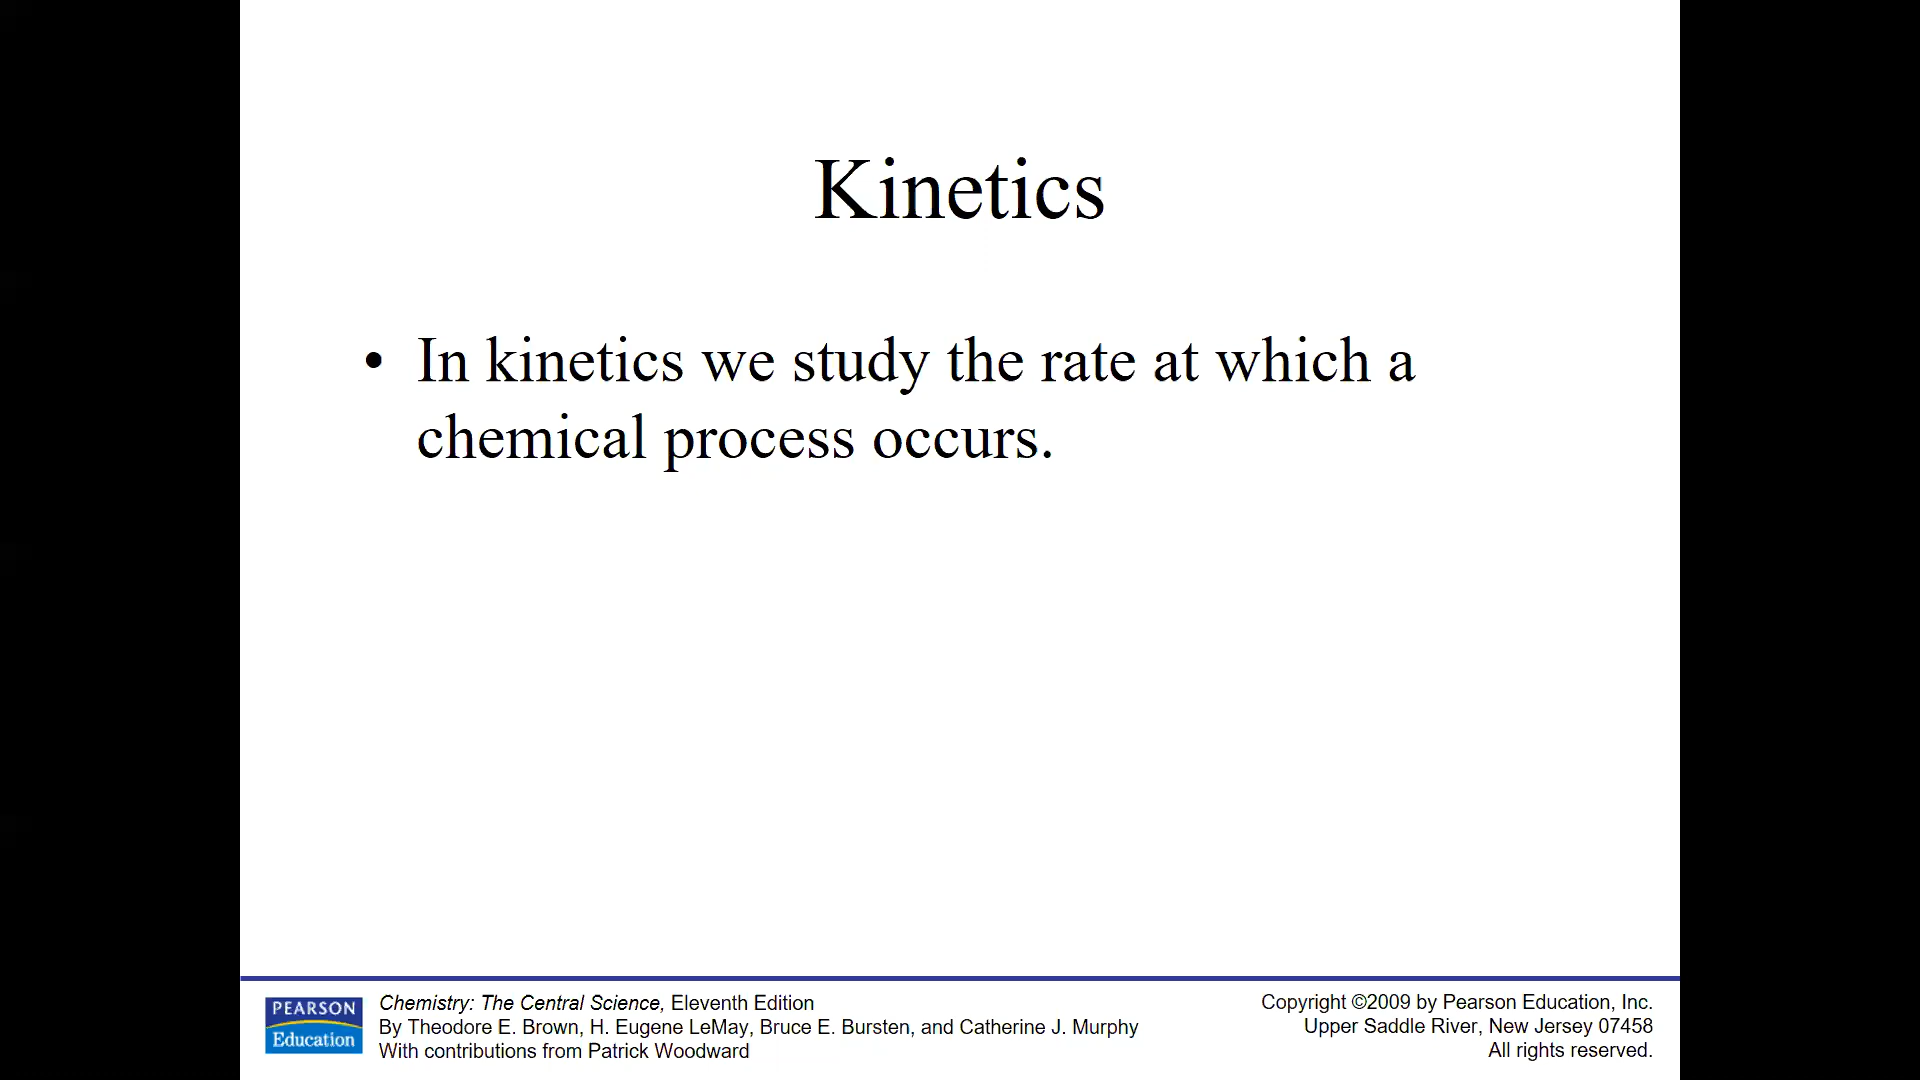 Kinetics
• In kinetics we study the rate at which a
chemical process occurs.
PEARSON
Education
Chemistry: The Central Science, Eleventh Edition
By Theodore E. Brown, H. Eugene LeMay, Bruce E. Bursten, and Catherine J. Murphy
With contributions from Patrick Woodward
Copyright ©2009 by Pearson Education, Inc.
Upper Saddle River, New Jersey 07458
All rights reserved.